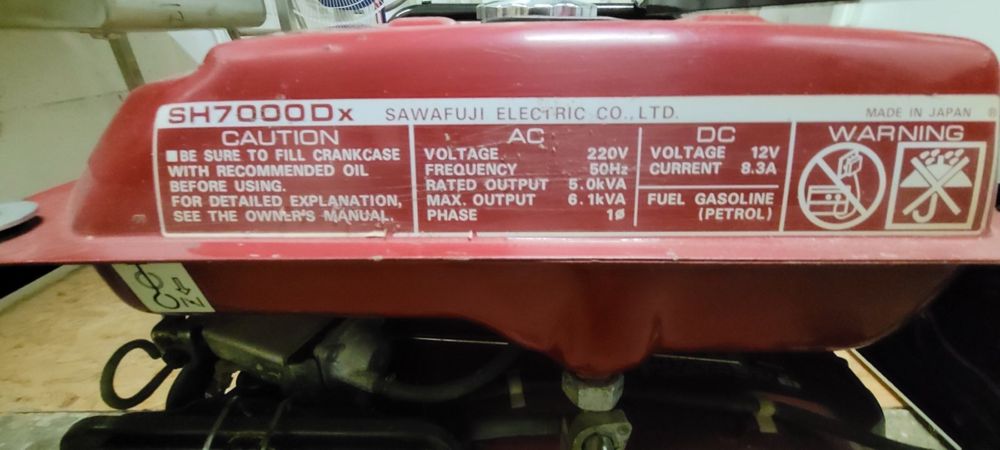 SH7000Dx SAWAFUJI ELECTRIC CO., LTD. MADE IN JAPAN
CAUTION
■BE SURE TO FILL CRANKCASE
WITH RECOMMENDED OIL
BEFORE USING.
FOR DETAILED EXPLANATION,
SEE THE OWNER'S MANUAL.
AC
VOLTAGE 220V
FREQUENCY 50Hz
RATED OUTPUT 5.0kVA
MAX. OUTPUT 6.1kVA
PHASE 1ø
DC
VOLTAGE 12V
CURRENT 8.3A
FUEL GASOLINE
(PETROL)
WARNING